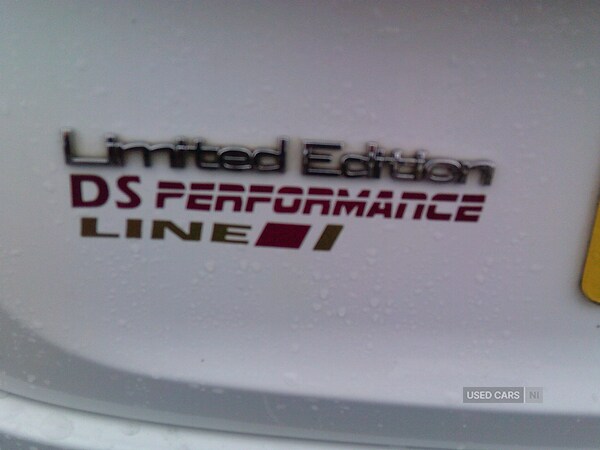 Limited Edition
DS PERFORMANCE
LINE
USED CARS NI